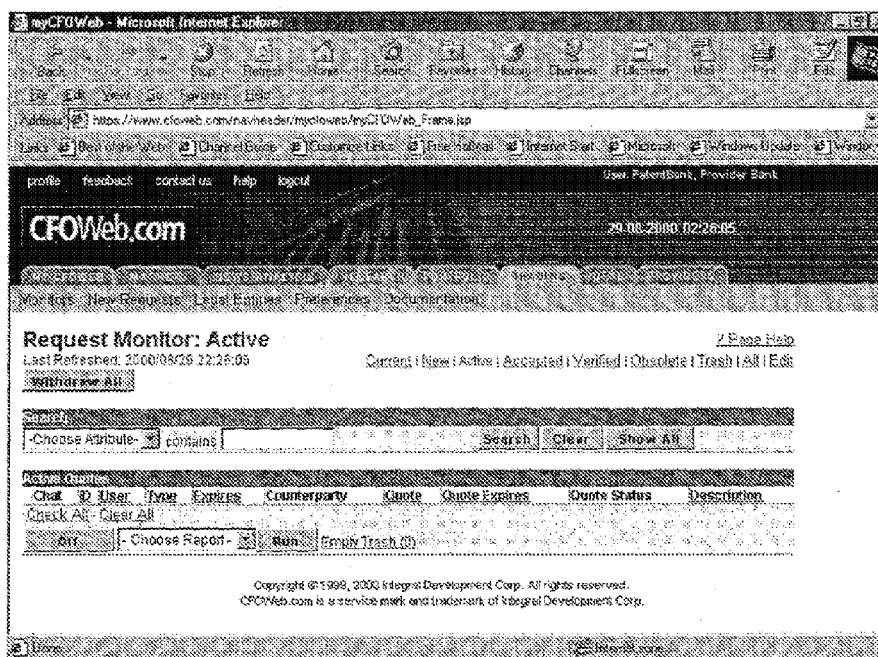 myCFOWeb - Microsoft Internet Explorer
Back Stop Refresh Home Search Favorites History Channels Fullscreen Mail Print Edit
File Edit View Go Favorites Help
Address https://www.cfoweb.com/navheader/mycfoweb/myCFOWeb_Frame.jsp
Links Best of the Web Channel Guide Customize Links Free Hotmail Internet Start Microsoft Windows Update
profile feedback contact us help logout
User: PatentBank, Provider Bank
CFOWeb.com
Monitors New Requests Legal Entities Preferences Documentation
Request Monitor: Active
? Page Help
Last Refreshed: 2000/08/29 22:26:05
Current | New | Active | Accepted | Verified | Obsolete | Trash | All | Edit
Withdraw All
Search
-Choose Attribute- contains Search Clear Show All
Active Quotes
Chat ID User Type Expires Counterparty Quote Quote Expires Quote Status Description
Check All - Clear All
- Choose Report - Run Empty Trash (0)
Copyright © 1999, 2000 Integral Development Corp. All rights reserved.
CFOWeb.com is a service mark and trademark of Integral Development Corp.
Done Internet zone